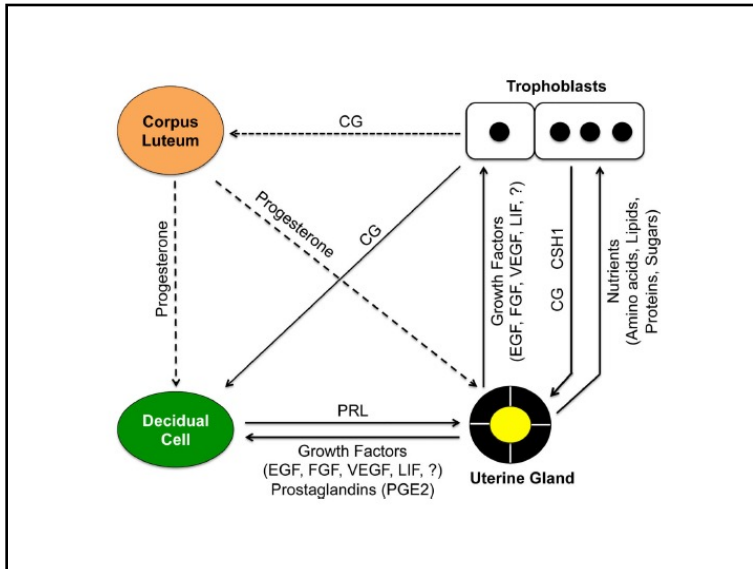 Trophoblasts
Corpus
Luteum
CG
Progesterone
Progesterone
CG
Growth Factors
(EGF, FGF, VEGF, LIF, ?)
CG CSH1
Nutrients
(Amino acids, Lipids,
Proteins, Sugars)
Decidual
Cell
PRL
Growth Factors
(EGF, FGF, VEGF, LIF, ?)
Prostaglandins (PGE2)
Uterine Gland